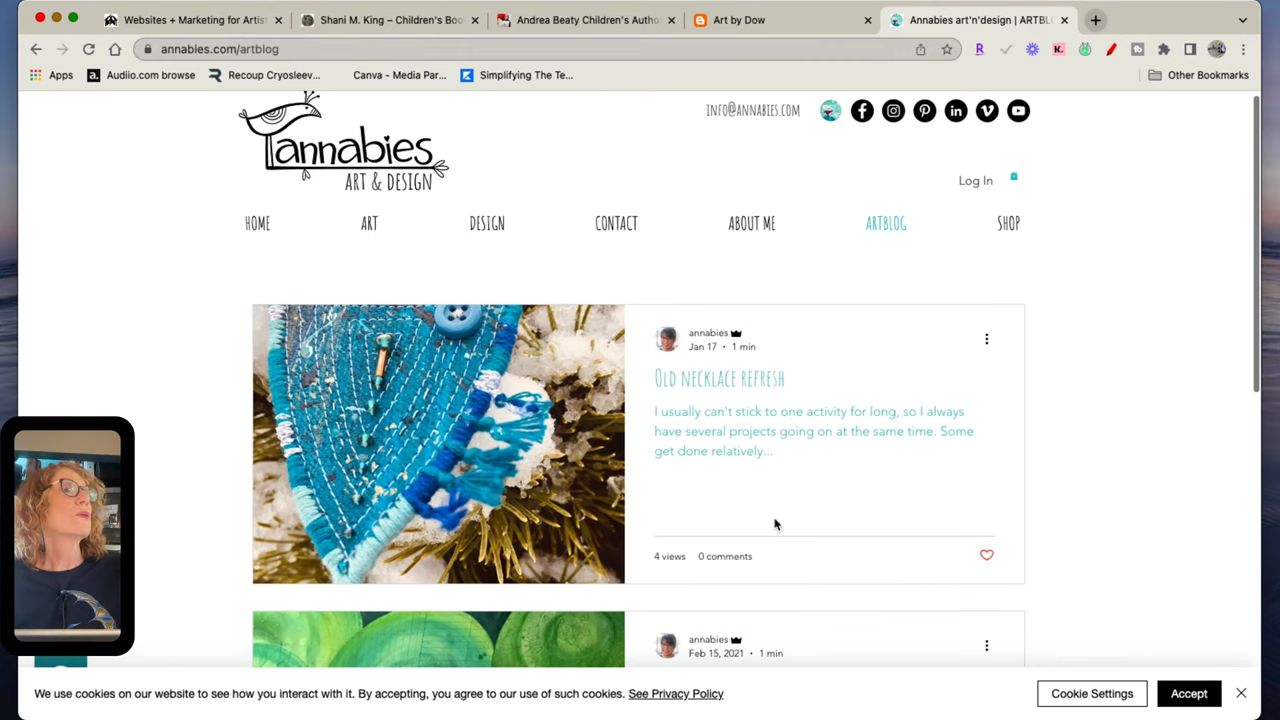 Websites + Marketing for Artist
Shani M. King – Children's Boo
Andrea Beaty Children's Autho
Art by Dow
Annabies art'n'design | ARTBL
annabies.com/artblog
Apps
Audiio.com browse
Recoup Cryosleev...
Canva - Media Par...
Simplifying The Te...
Other Bookmarks
annabies
ART & DESIGN
INFO@ANNABIES.COM
Log In
HOME
ART
DESIGN
CONTACT
ABOUT ME
ARTBLOG
SHOP
annabies
Jan 17 · 1 min
OLD NECKLACE REFRESH
I usually can't stick to one activity for long, so I always
have several projects going on at the same time. Some
get done relatively...
4 views 0 comments
annabies
Feb 15, 2021 · 1 min
We use cookies on our website to see how you interact with it. By accepting, you agree to our use of such cookies. See Privacy Policy
Cookie Settings
Accept